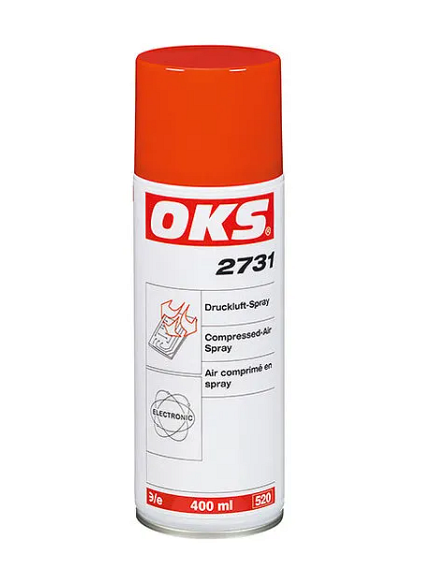 OKS®
2731
Druckluft-Spray
Compressed-Air
Spray
Air comprimé en
spray
ELECTRONIC
400 ml
520